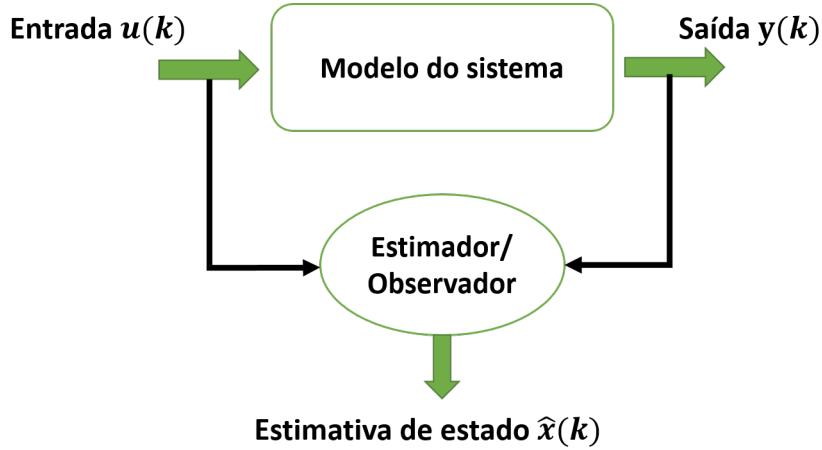 Entrada u(k)
Saída y(k)
Modelo do sistema
Estimador/
Observador
Estimativa de estado x̂(k)